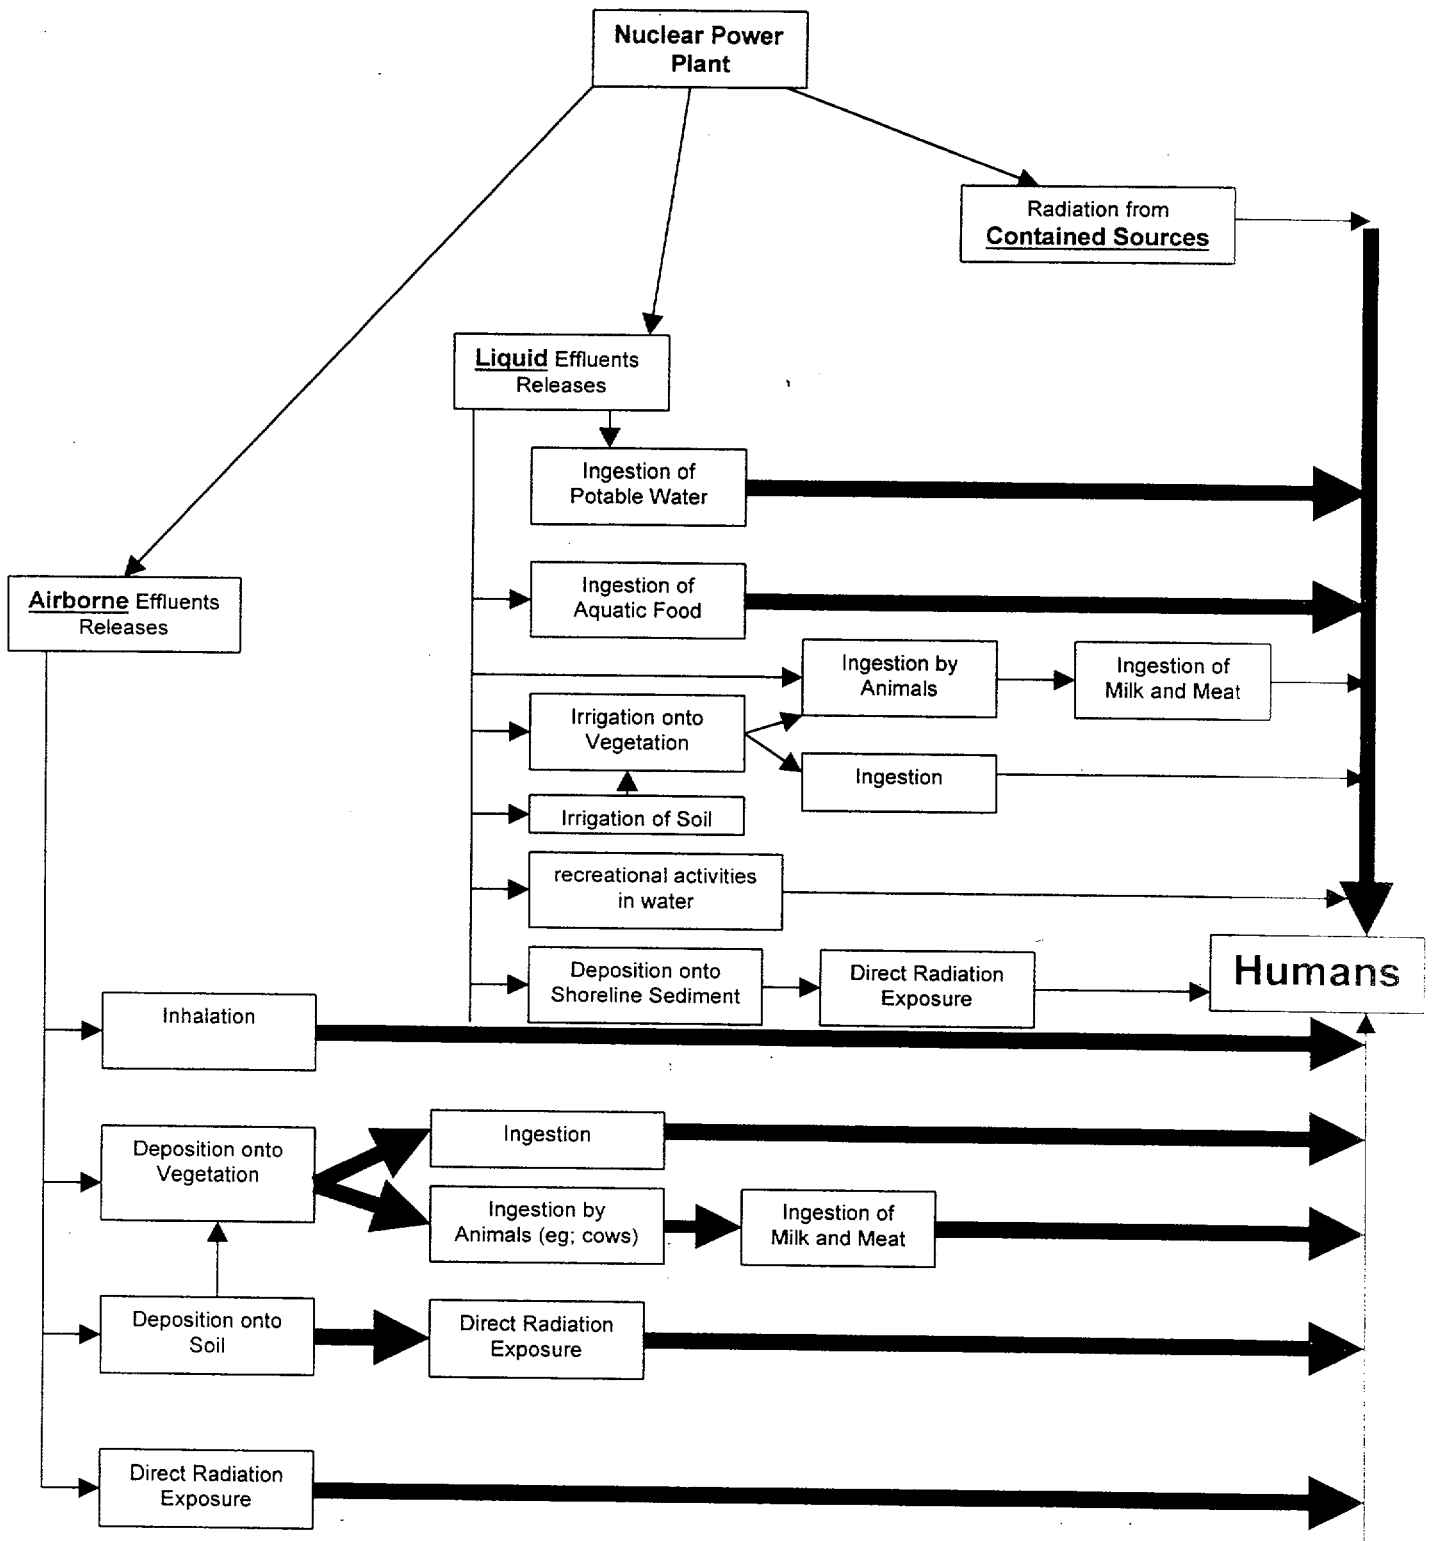 Nuclear Power
Plant
Radiation from
Contained Sources
Liquid Effluents
Releases
Ingestion of
Potable Water
Airborne Effluents
Releases
Ingestion of
Aquatic Food
Ingestion by
Animals
Ingestion of
Milk and Meat
Irrigation onto
Vegetation
Ingestion
Irrigation of Soil
recreational activities
in water
Deposition onto
Shoreline Sediment
Direct Radiation
Exposure
Humans
Inhalation
Deposition onto
Vegetation
Ingestion
Ingestion by
Animals (eg; cows)
Ingestion of
Milk and Meat
Deposition onto
Soil
Direct Radiation
Exposure
Direct Radiation
Exposure